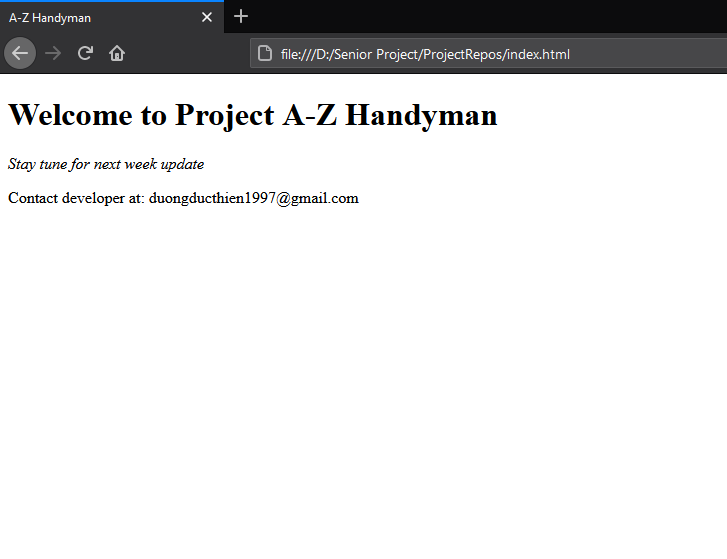 A-Z Handyman
file:///D:/Senior Project/ProjectRepos/index.html
Welcome to Project A-Z Handyman
Stay tune for next week update
Contact developer at: duongducthien1997@gmail.com